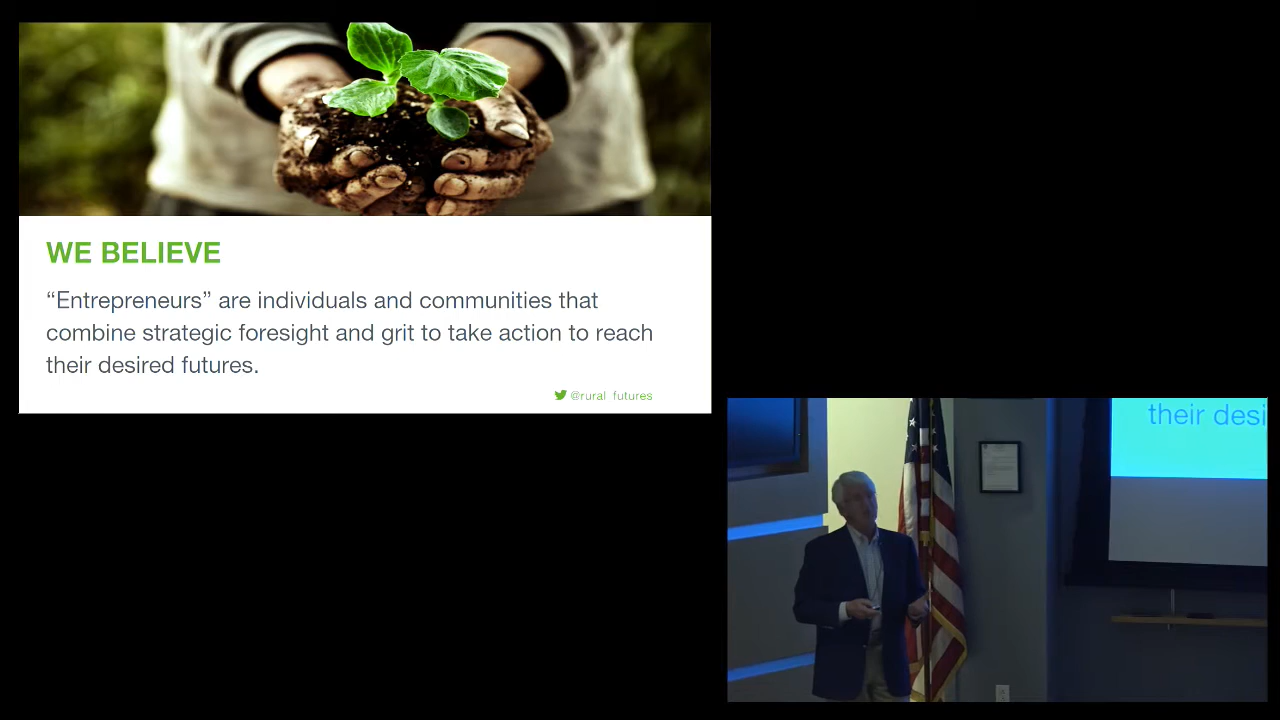 WE BELIEVE
“Entrepreneurs” are individuals and communities that
combine strategic foresight and grit to take action to reach
their desired futures.
@rural_futures
their desi